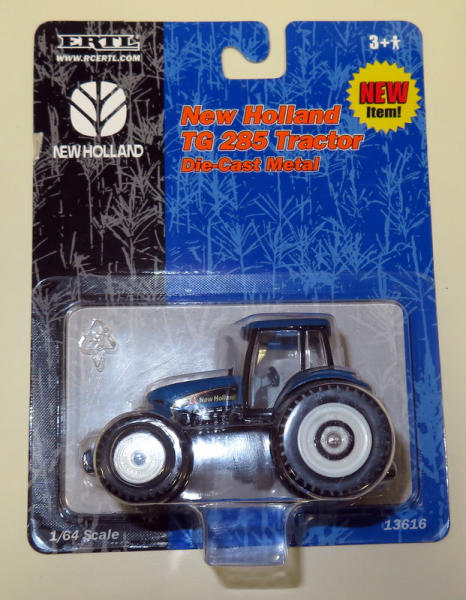 ERTL
WWW.RCERTL.COM
3+
NEW HOLLAND
New Holland
TG 285 Tractor
Die-Cast Metal
NEW
Item!
New Holland
1/64 Scale
13616